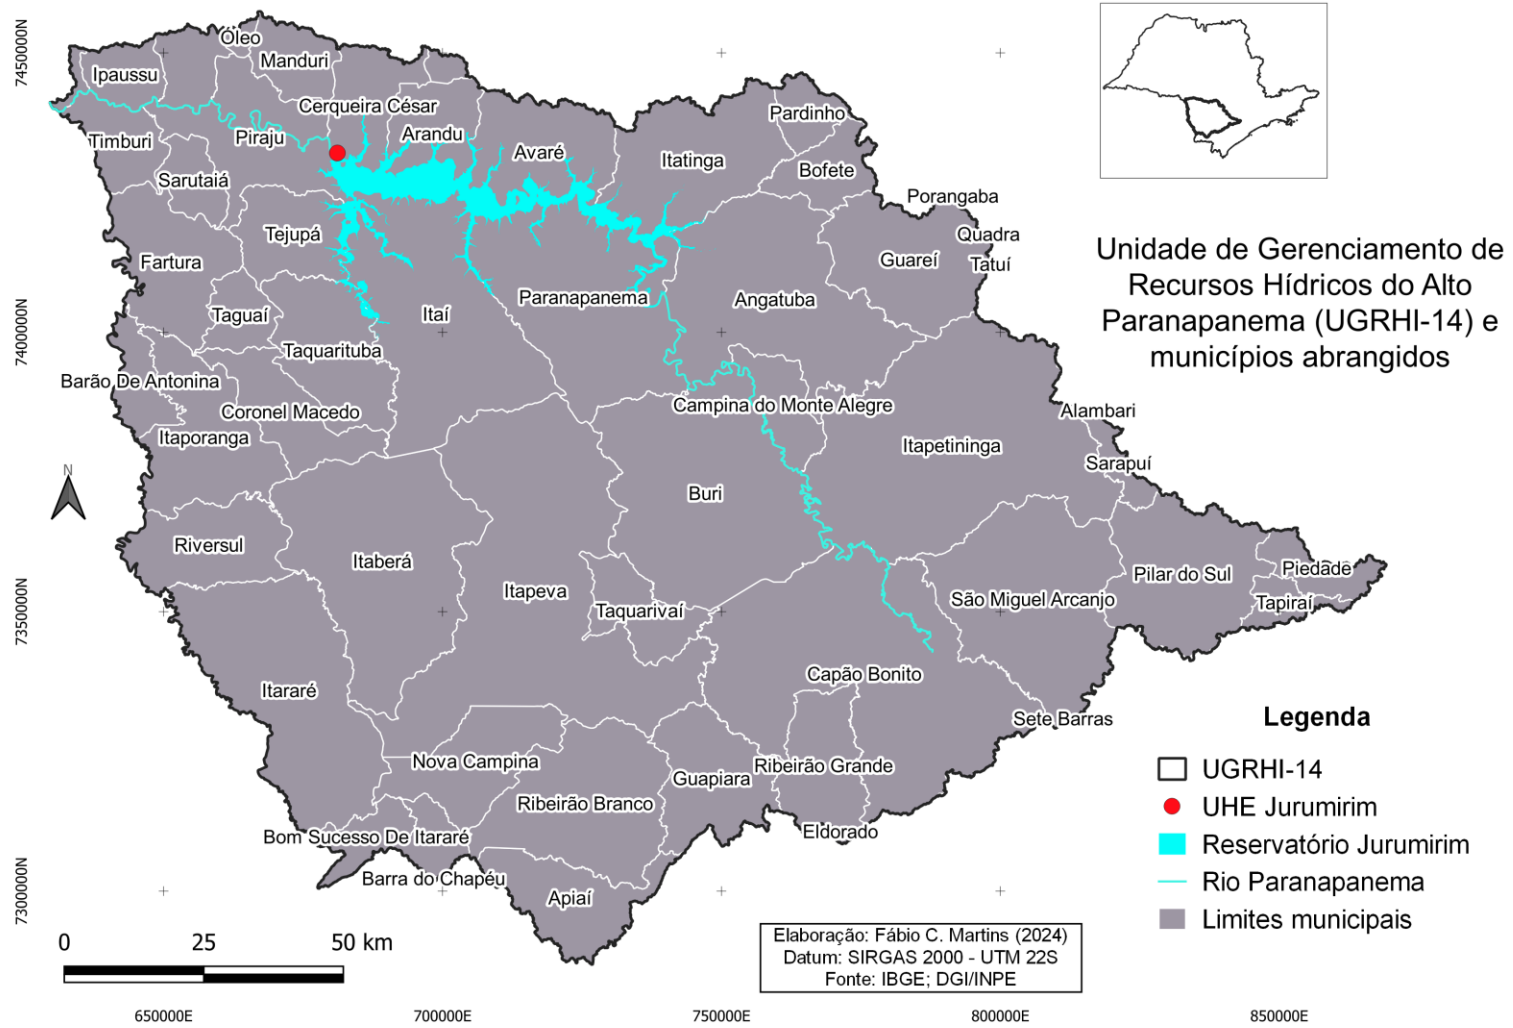 7450000N
7400000N
7350000N
7300000N
Óleo
Manduri
Ipaussu
Cerqueira César
Arandu
Timburi
Piraju
Avaré
Itatinga
Pardinho
Bofete
Sarutaiá
Porangaba
Tejupá
Quadra
Fartura
Guareí
Tatuí
Paranapanema
Angatuba
Taguaí
Itaí
Taquarituba
Barão De Antonina
Coronel Macedo
Campina do Monte Alegre
Alambari
Itaporanga
Itapetininga
Sarapuí
Buri
Riversul
Itaberá
Itapeva
Taquarivaí
São Miguel Arcanjo
Pilar do Sul
Piedade
Tapiraí
Itararé
Capão Bonito
Sete Barras
Nova Campina
Guapiara
Ribeirão Grande
Ribeirão Branco
Bom Sucesso De Itararé
Eldorado
Barra do Chapéu
Apiaí
N
0 25 50 km
650000E 700000E 750000E 800000E 850000E
Unidade de Gerenciamento de
Recursos Hídricos do Alto
Paranapanema (UGRHI-14) e
municípios abrangidos
Legenda
UGRHI-14
UHE Jurumirim
Reservatório Jurumirim
Rio Paranapanema
Limites municipais
Elaboração: Fábio C. Martins (2024)
Datum: SIRGAS 2000 - UTM 22S
Fonte: IBGE; DGI/INPE